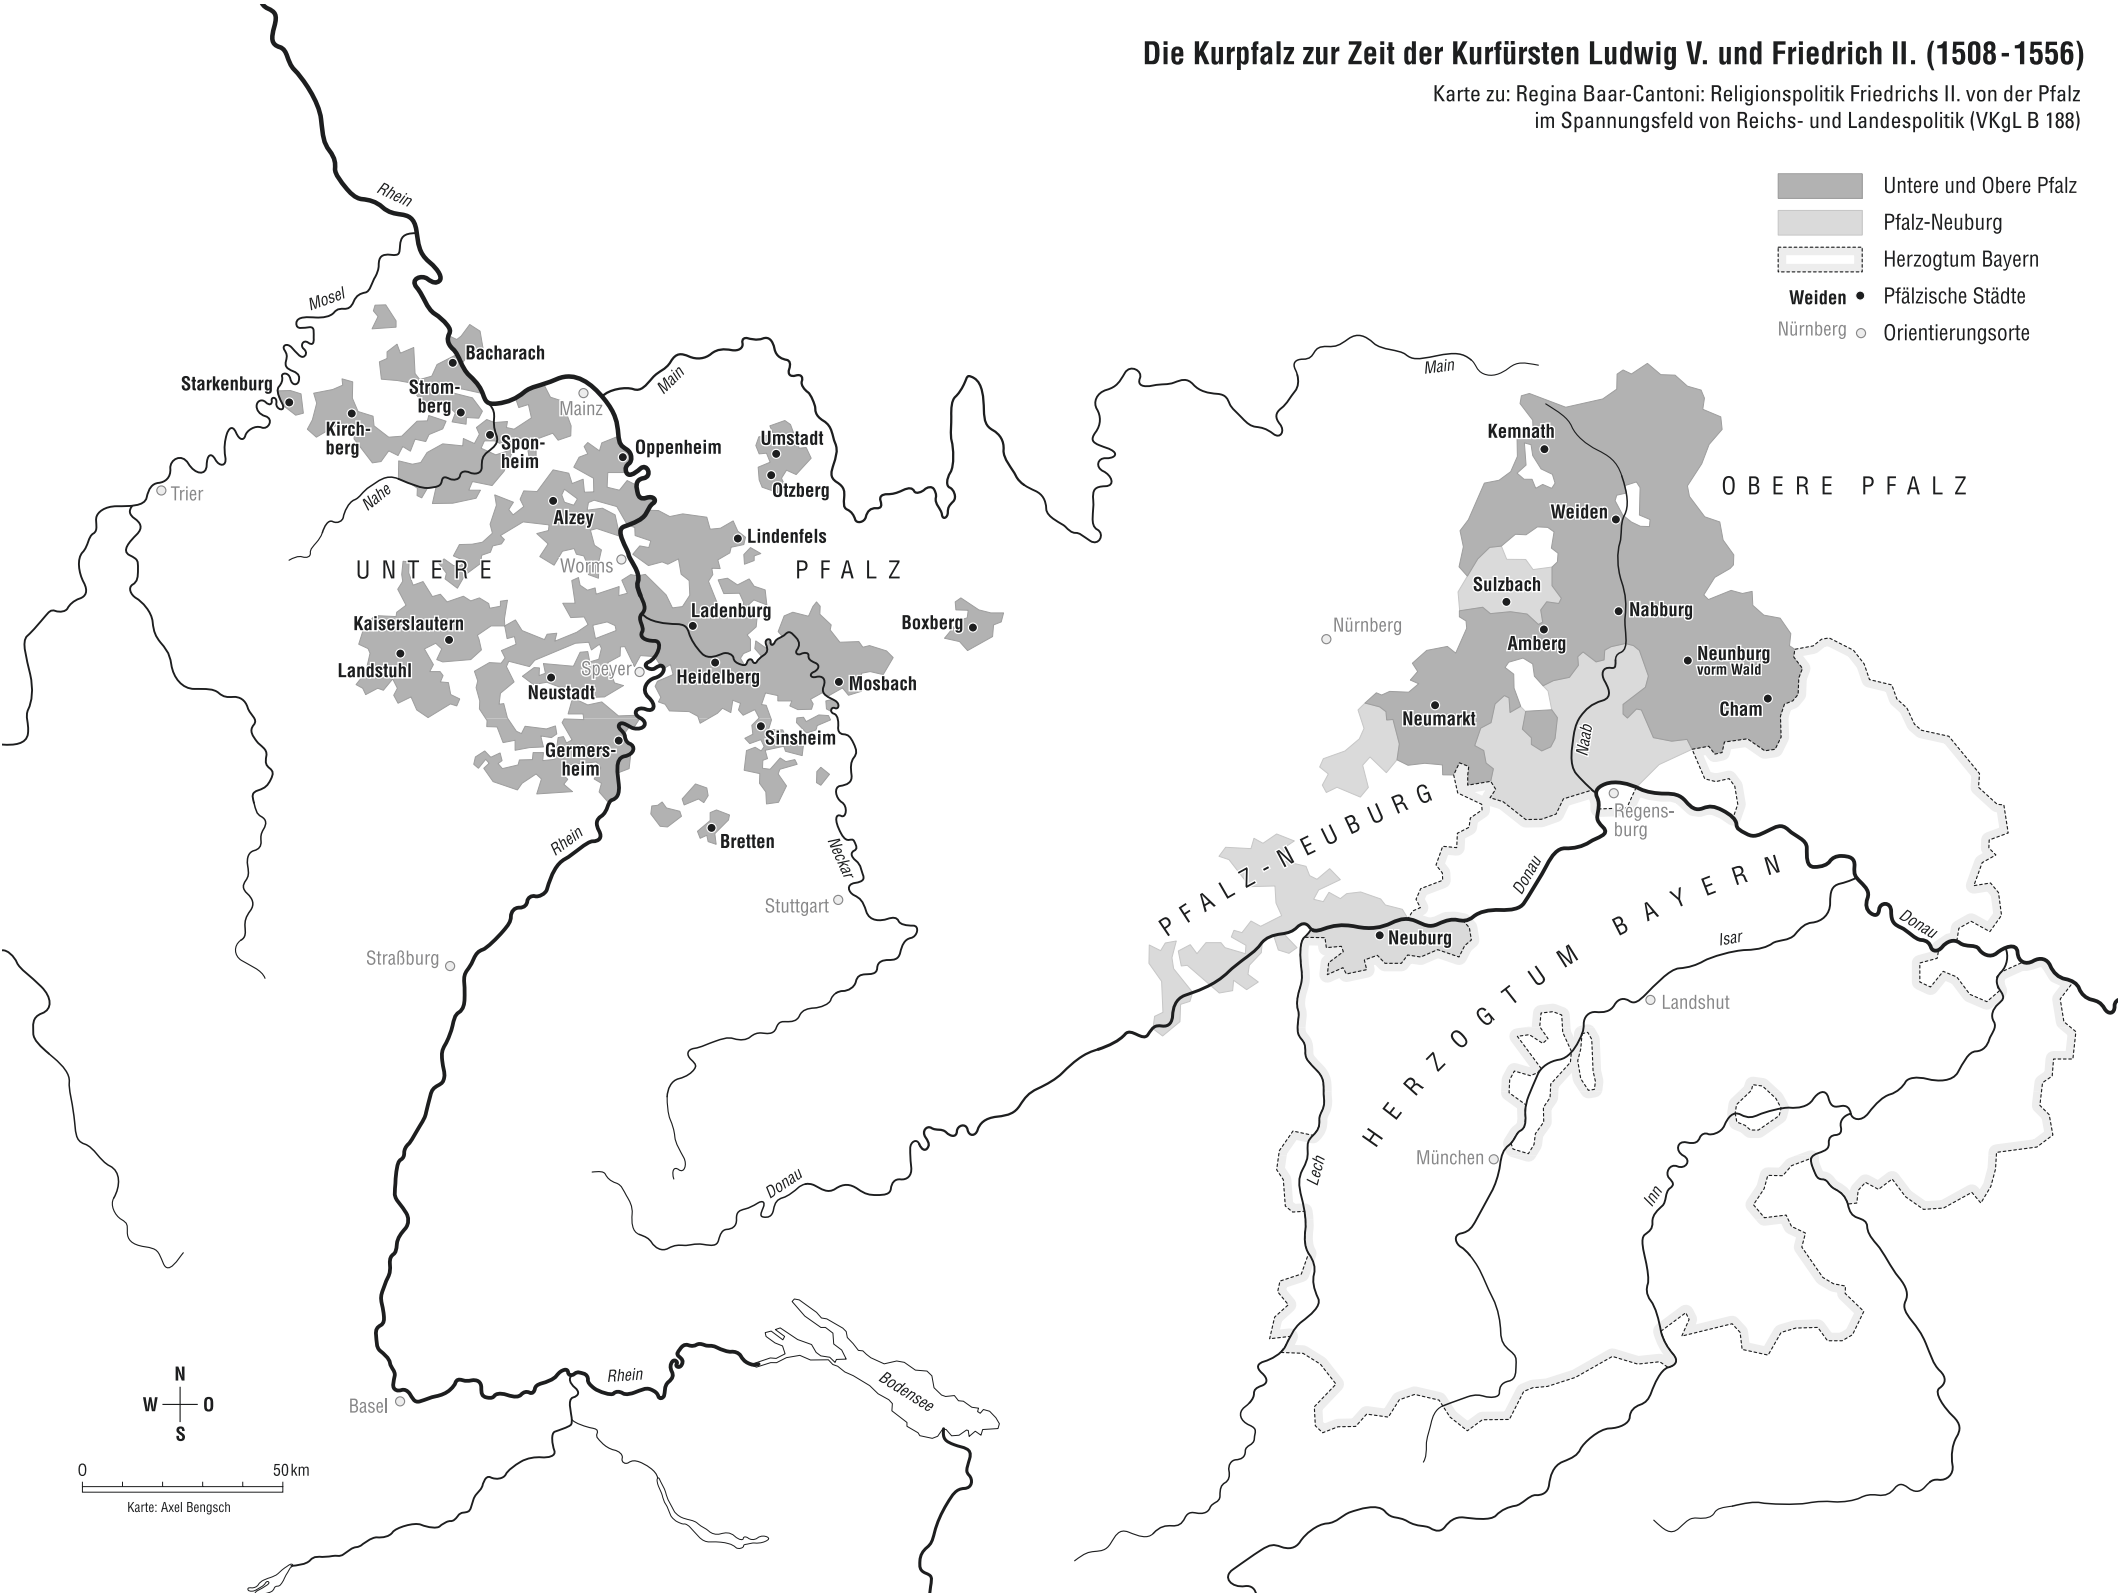 Die Kurpfalz zur Zeit der Kurfürsten Ludwig V. und Friedrich II. (1508-1556)
Karte zu: Regina Baar-Cantoni: Religionspolitik Friedrichs II. von der Pfalz
im Spannungsfeld von Reichs- und Landespolitik (VKgL B 188)
Untere und Obere Pfalz
Pfalz-Neuburg
Herzogtum Bayern
Weiden Pfälzische Städte
Nürnberg Orientierungsorte
Rhein
Mosel
Bacharach
Starkenburg
Strom-
berg
Mainz
Main
Kirch-
berg
Spon-
heim
Oppenheim
Umstadt
Otzberg
Trier
Nahe
Alzey
Lindenfels
Worms
UNTERE PFALZ
Ladenburg
Kaiserslautern
Boxberg
Landstuhl
Speyer
Heidelberg
Neustadt
Mosbach
Sinsheim
Germers-
heim
Rhein
Bretten
Neckar
Stuttgart
Straßburg
Main
Kemnath
OBERE PFALZ
Weiden
Sulzbach
Nabburg
Nürnberg
Amberg
Neunburg
vorm Wald
Cham
Neumarkt
Naab
PFALZ-NEUBURG
Regens-
burg
Donau
HERZOGTUM BAYERN
Neuburg
Isar
Donau
Landshut
München
Lech
Inn
Donau
Rhein
Bodensee
Basel
N
W O
S
0 50 km
Karte: Axel Bengsch